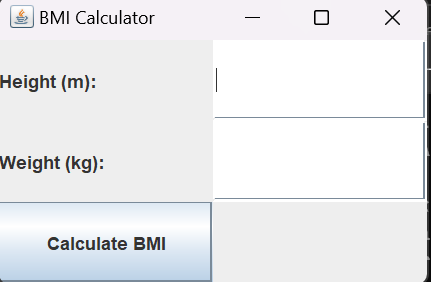 BMI Calculator
Height (m):
Weight (kg):
Calculate BMI